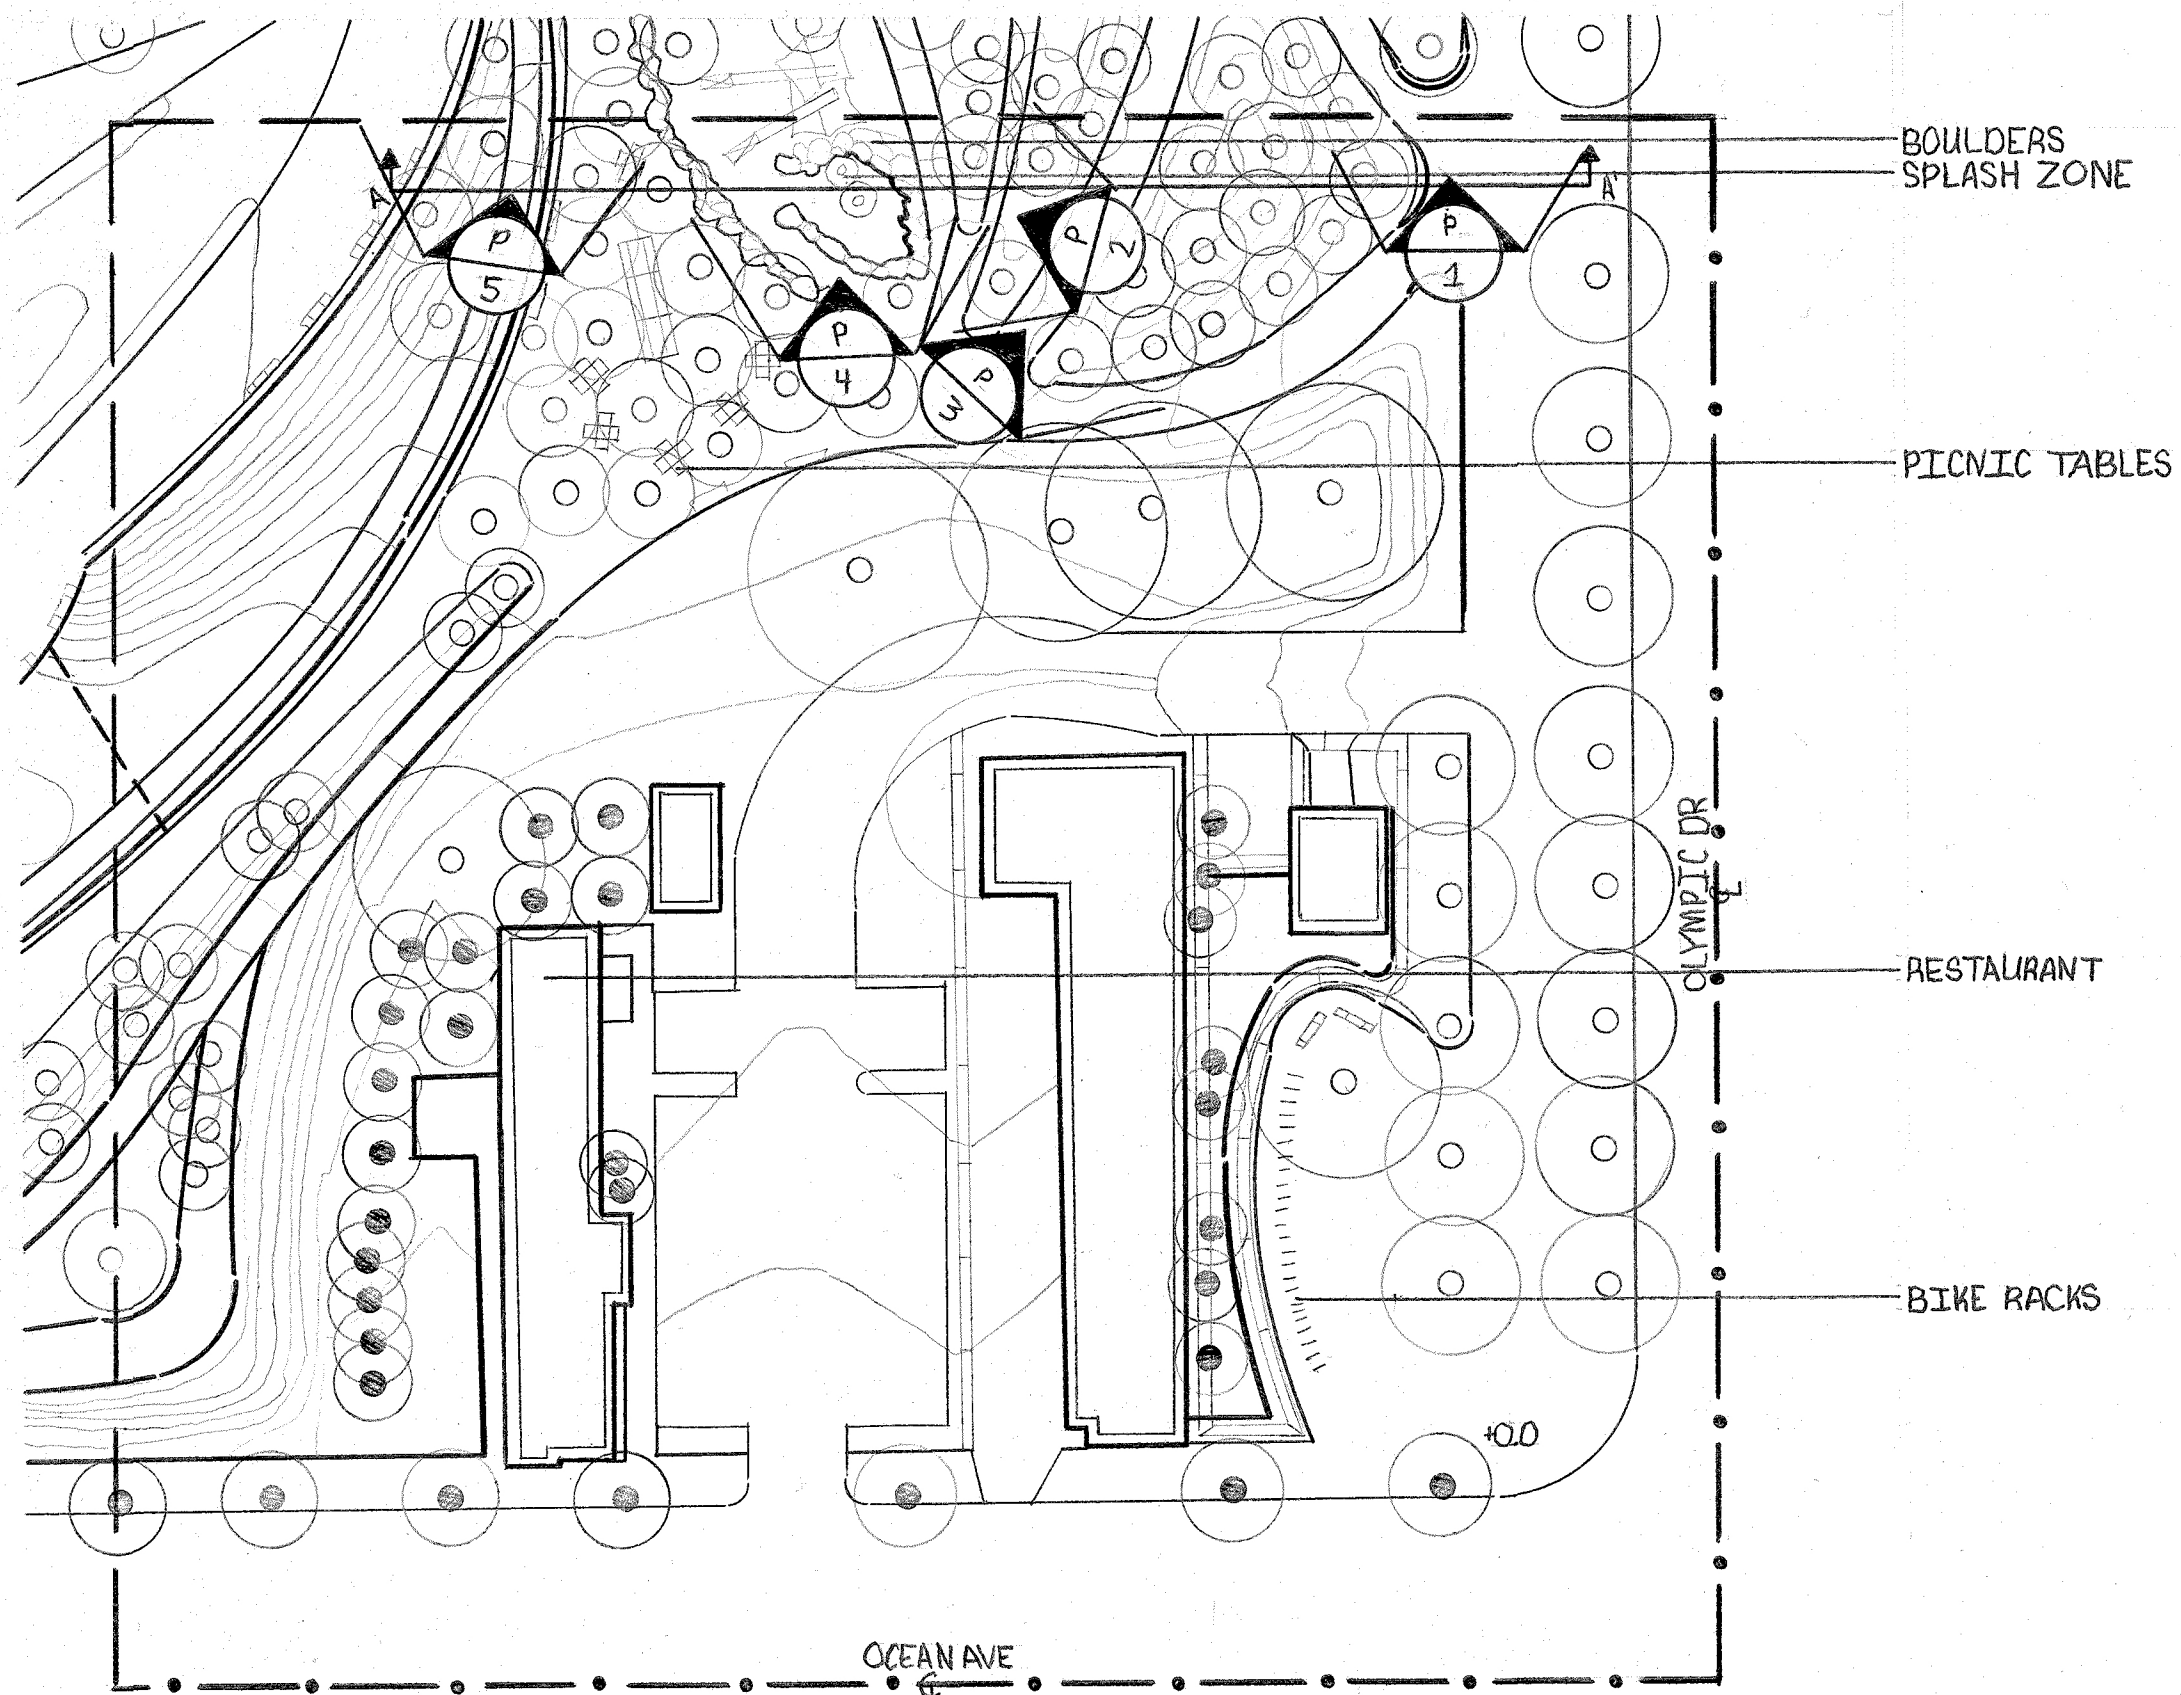 BOULDERS
SPLASH ZONE
A
A'
P
5
P
2
P
1
P
4
P
3
PICNIC TABLES
OLYMPIC DR
RESTAURANT
BIKE RACKS
+0.0
OCEAN AVE